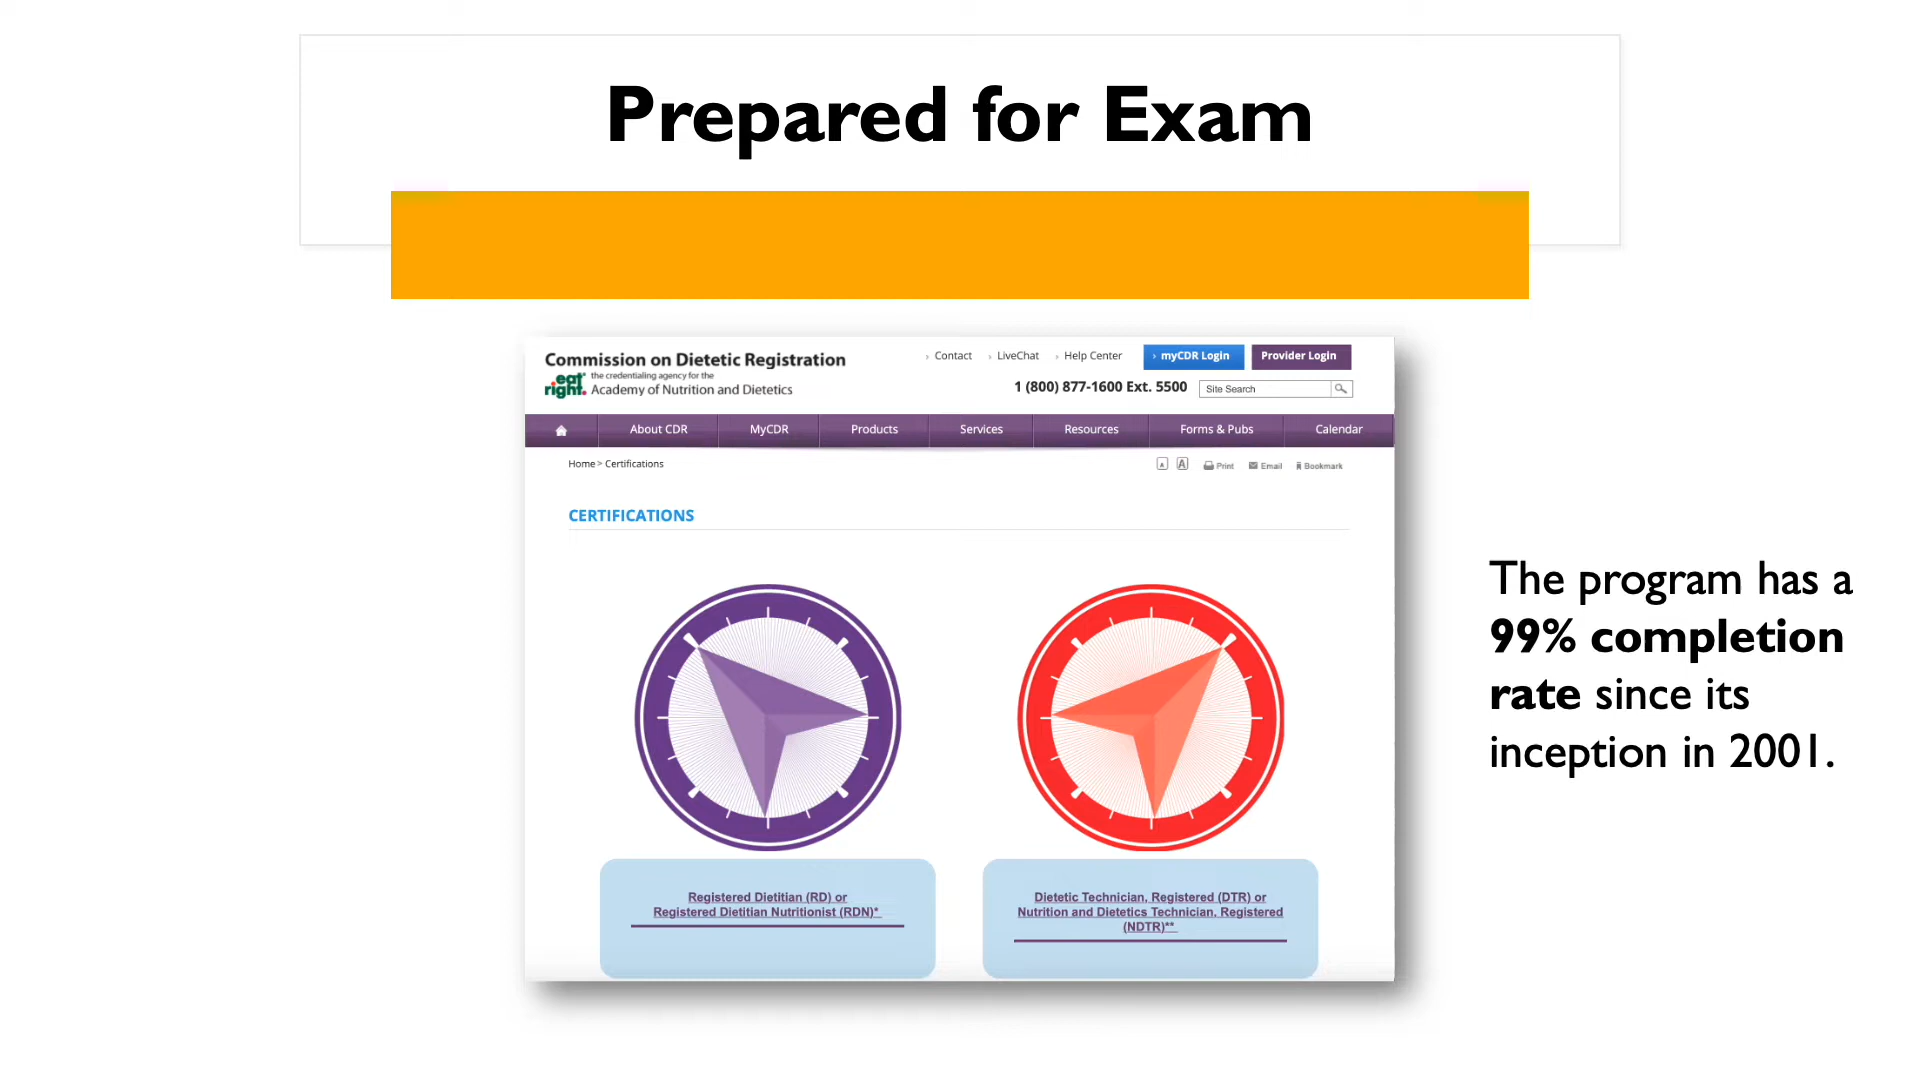 Prepared for Exam
Commission on Dietetic Registration
the credentialing agency for the
eat right. Academy of Nutrition and Dietetics
› Contact › LiveChat › Help Center › myCDR Login Provider Login
1 (800) 877-1600 Ext. 5500 Site Search
About CDR MyCDR Products Services Resources Forms & Pubs Calendar
Home > Certifications A A Print Email Bookmark
CERTIFICATIONS
Registered Dietitian (RD) or
Registered Dietitian Nutritionist (RDN)*
Dietetic Technician, Registered (DTR) or
Nutrition and Dietetics Technician, Registered
(NDTR)**
The program has a
99% completion
rate since its
inception in 2001.